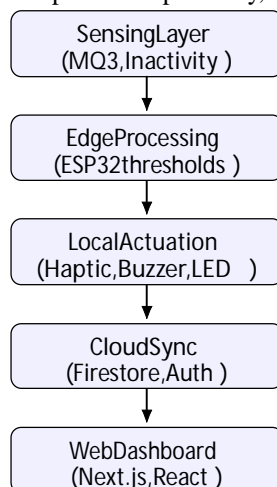 SensingLayer
(MQ3,Inactivity )
EdgeProcessing
(ESP32thresholds )
LocalActuation
(Haptic,Buzzer,LED )
CloudSync
(Firestore,Auth )
WebDashboard
(Next.js,React )